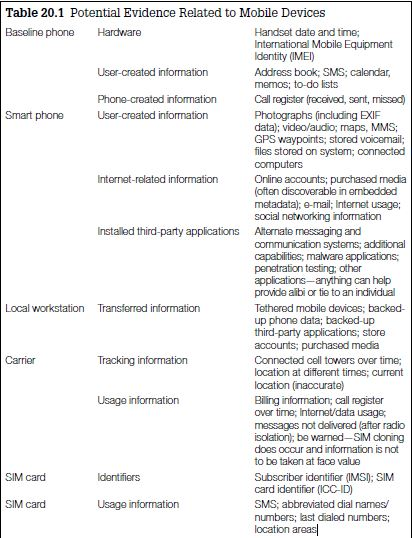 Table 20.1 Potential Evidence Related to Mobile Devices
Baseline phone Hardware Handset date and time;
International Mobile Equipment
Identity (IMEI)
User-created information Address book; SMS; calendar,
memos; to-do lists
Phone-created information Call register (received, sent, missed)
Smart phone User-created information Photographs (including EXIF
data); video/audio; maps, MMS;
GPS waypoints; stored voicemail;
files stored on system; connected
computers
Internet-related information Online accounts; purchased media
(often discoverable in embedded
metadata); e-mail; Internet usage;
social networking information
Installed third-party applications Alternate messaging and
communication systems; additional
capabilities; malware applications;
penetration testing; other
applications—anything can help
provide alibi or tie to an individual
Local workstation Transferred information Tethered mobile devices; backed-
up phone data; backed-up
third-party applications; store
accounts; purchased media
Carrier Tracking information Connected cell towers over time;
location at different times; current
location (inaccurate)
Usage information Billing information; call register
over time; Internet/data usage;
messages not delivered (after radio
isolation); be warned—SIM cloning
does occur and information is not
to be taken at face value
SIM card Identifiers Subscriber identifier (IMSI); SIM
card identifier (ICC-ID)
SIM card Usage information SMS; abbreviated dial names/
numbers; last dialed numbers;
location areas